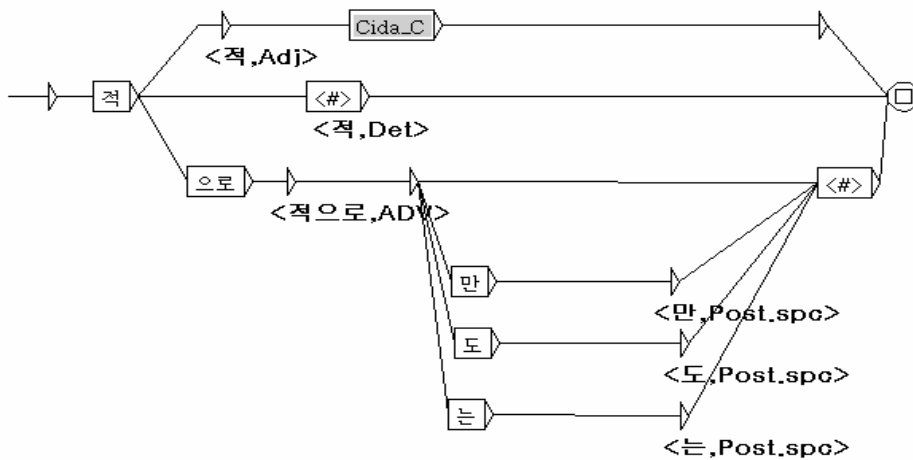 Cida_C
<적,Adj>
적
<#>
<적,Det>
으로
<#>
<적으로,ADV>
만
<만,Post.spc>
도
<도,Post.spc>
는
<는,Post.spc>